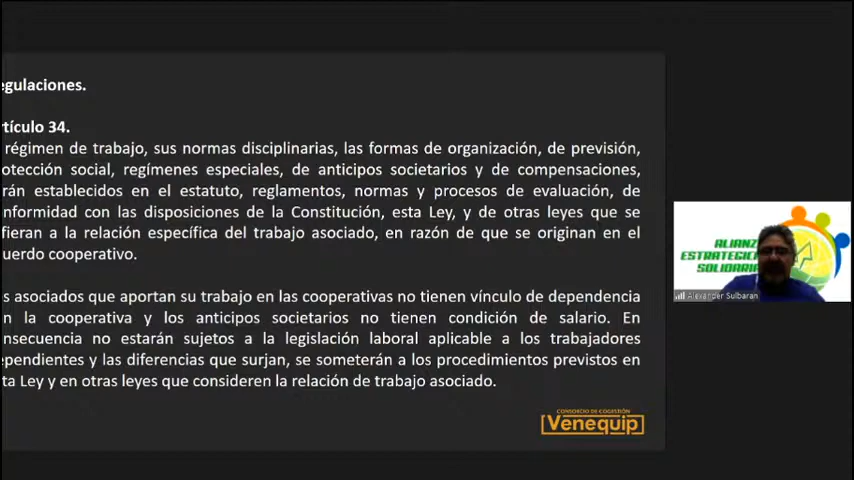 egulaciones.
rtículo 34.
régimen de trabajo, sus normas disciplinarias, las formas de organización, de previsión,
otección social, regímenes especiales, de anticipos societarios y de compensaciones,
rán establecidos en el estatuto, reglamentos, normas y procesos de evaluación, de
nformidad con las disposiciones de la Constitución, esta Ley, y de otras leyes que se
fieran a la relación específica del trabajo asociado, en razón de que se originan en el
uerdo cooperativo.
s asociados que aportan su trabajo en las cooperativas no tienen vínculo de dependencia
n la cooperativa y los anticipos societarios no tienen condición de salario. En
nsecuencia no estarán sujetos a la legislación laboral aplicable a los trabajadores
ependientes y las diferencias que surjan, se someterán a los procedimientos previstos en
ta Ley y en otras leyes que consideren la relación de trabajo asociado.
CONSORCIO DE COGESTIÓN
Venequip
ALIANZ
ESTRATEGICA
SOLIDARIA
Alexander Sulbaran